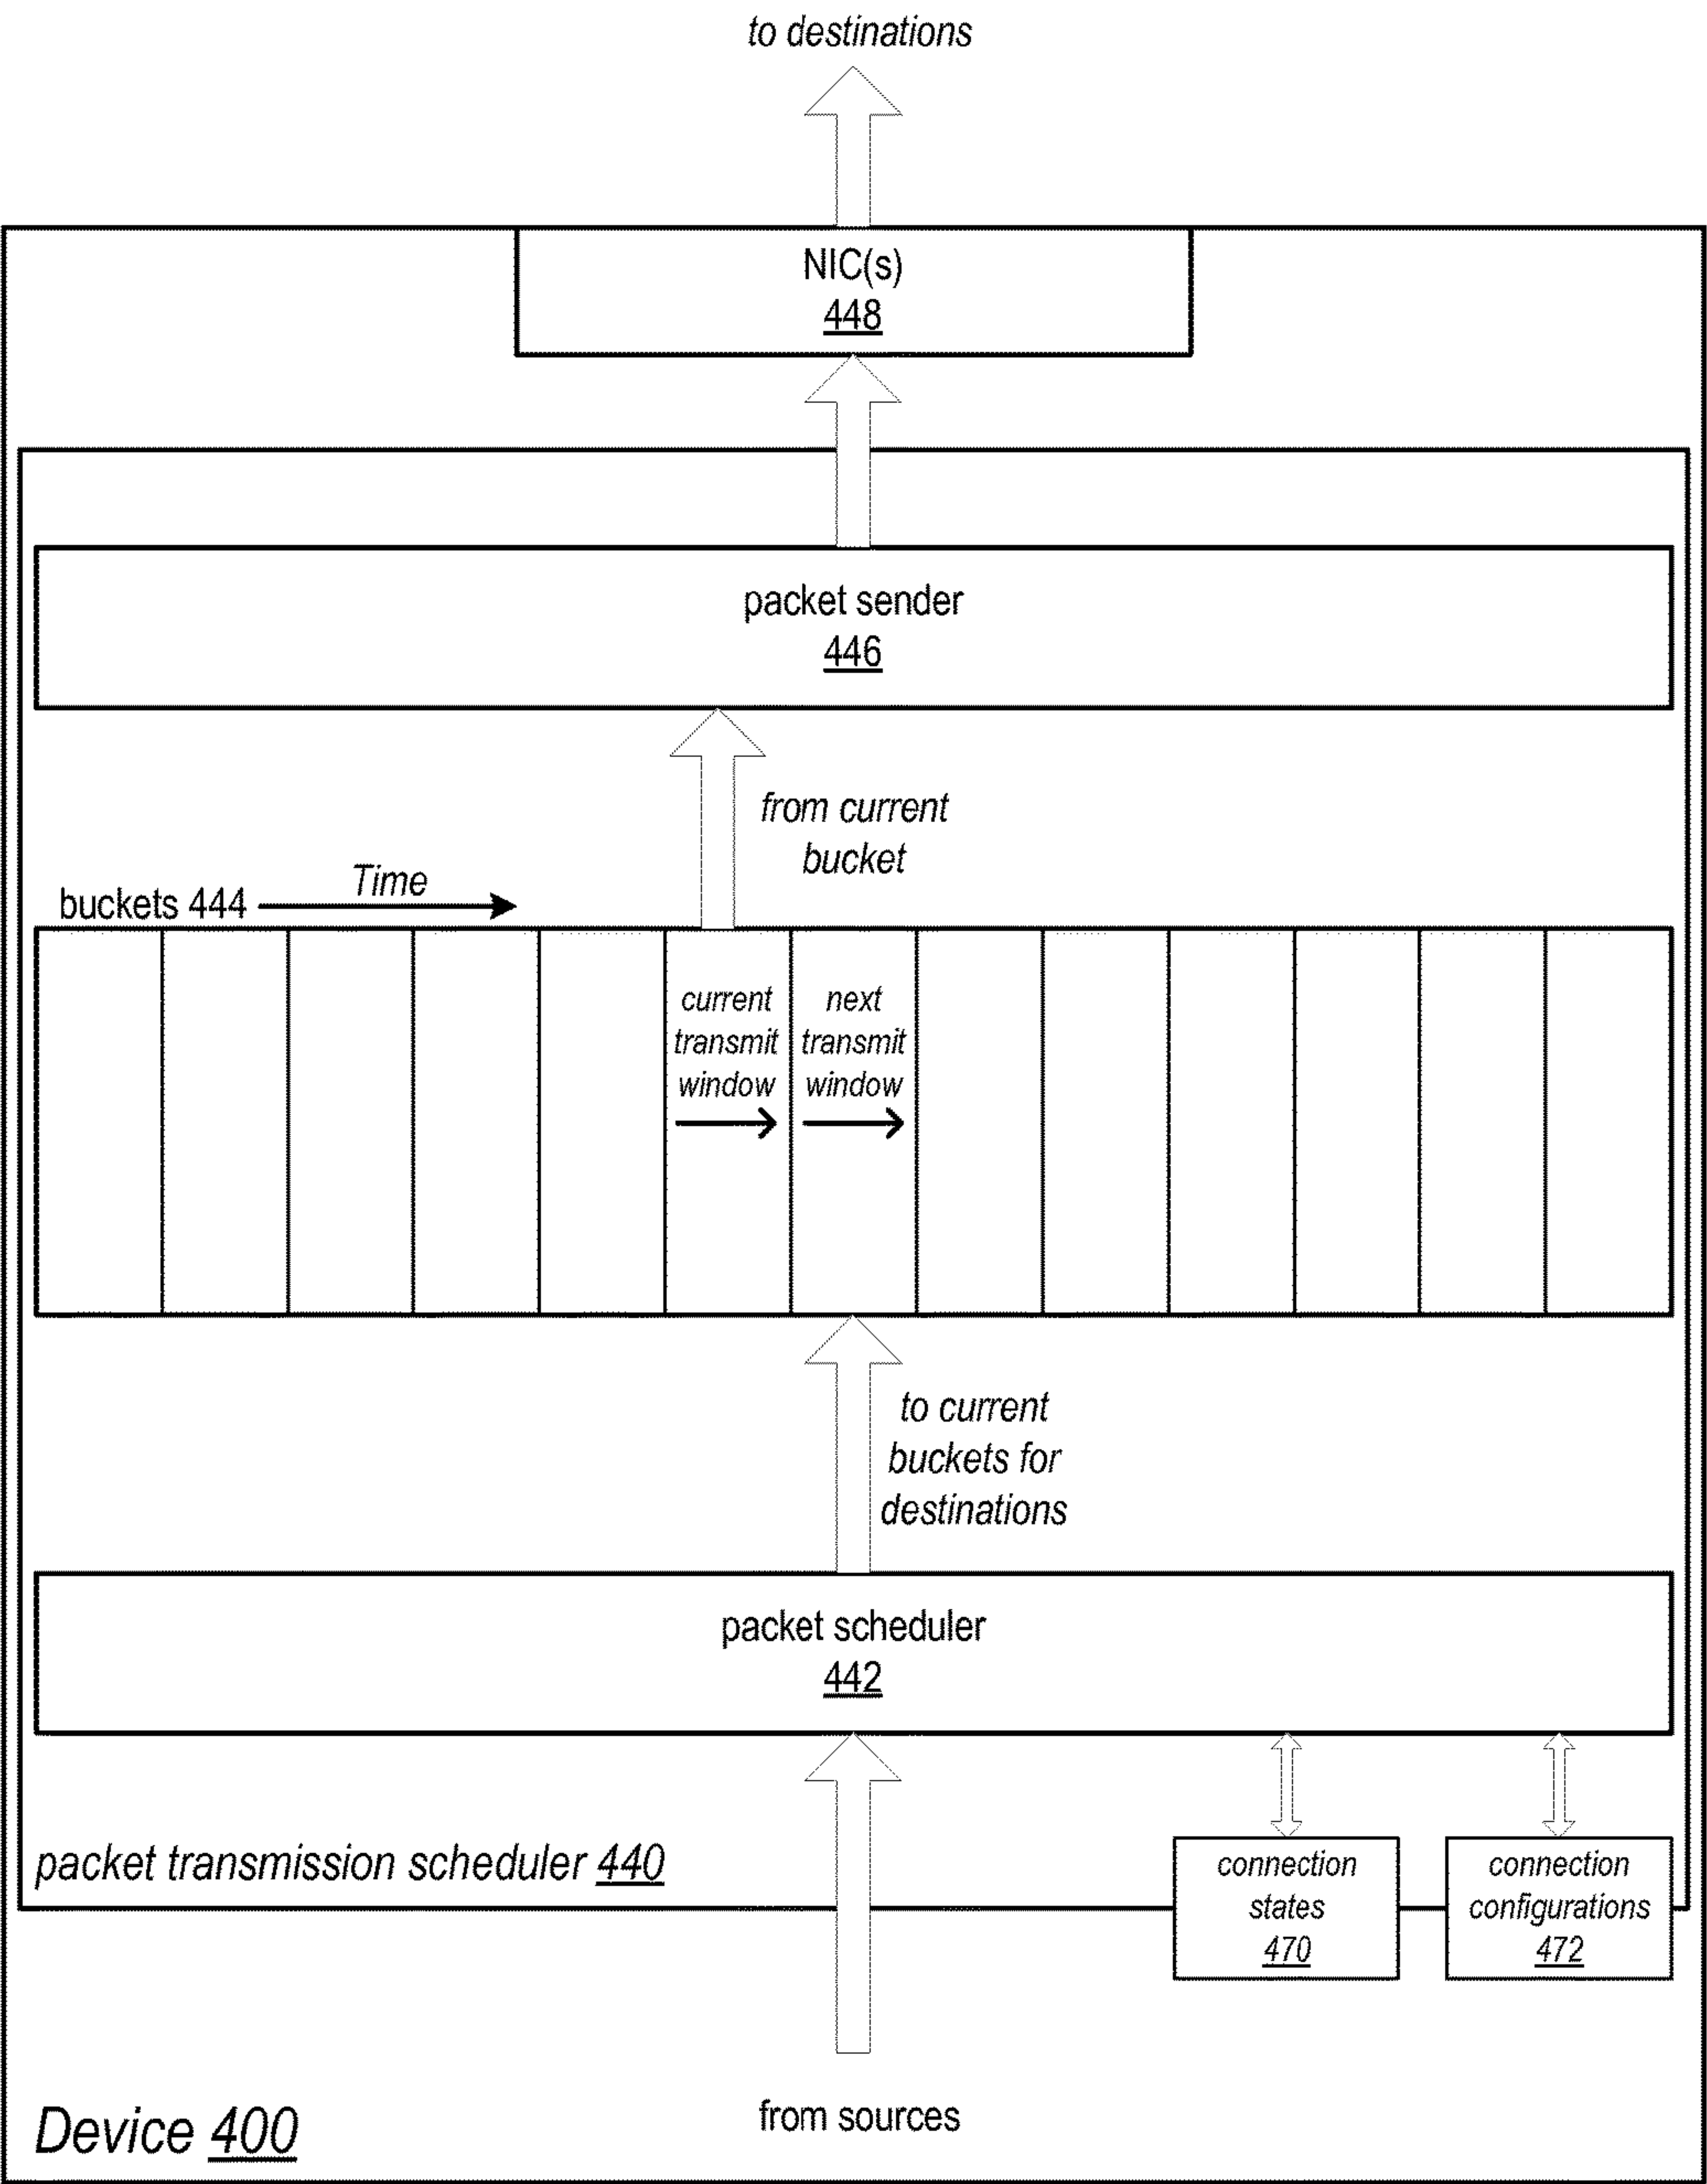 to destinations
NIC(s)
448
packet sender
446
from current
bucket
buckets 444
Time
current
transmit
window
next
transmit
window
to current
buckets for
destinations
packet scheduler
442
packet transmission scheduler 440
connection
states
470
connection
configurations
472
from sources
Device 400